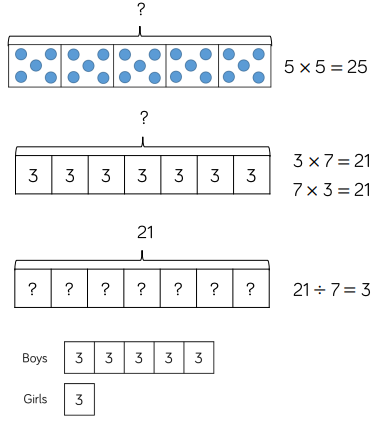 ?
5 × 5 = 25
?
3 3 3 3 3 3 3
3 × 7 = 21
7 × 3 = 21
21
? ? ? ? ? ? ?
21 ÷ 7 = 3
Boys 3 3 3 3 3
Girls 3